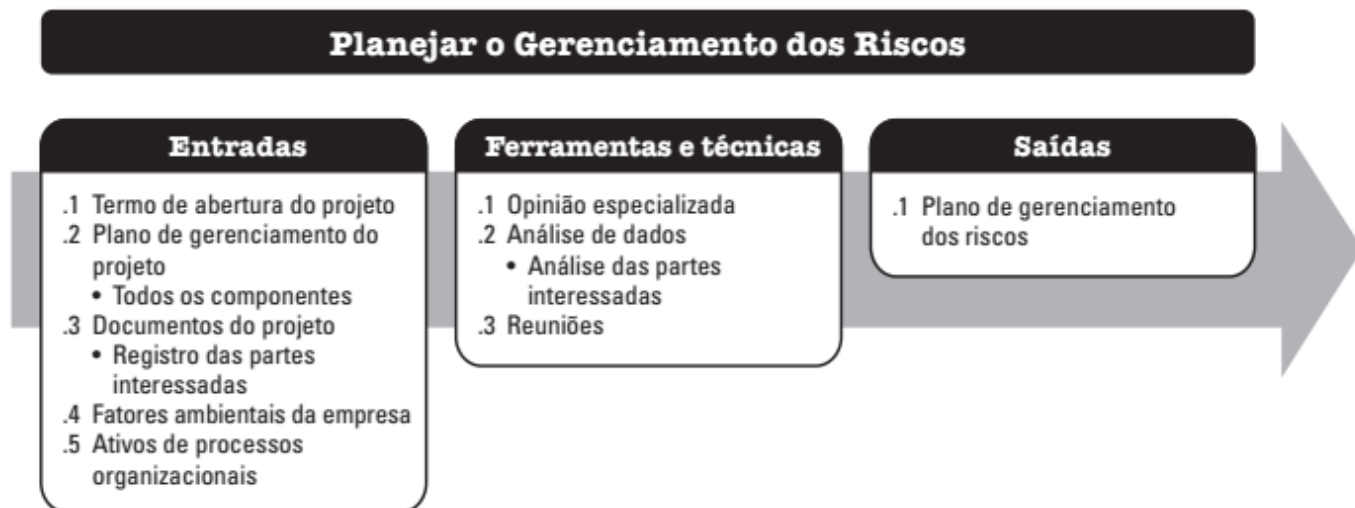 Planejar o Gerenciamento dos Riscos
Entradas
.1 Termo de abertura do projeto
.2 Plano de gerenciamento do
projeto
• Todos os componentes
.3 Documentos do projeto
• Registro das partes
interessadas
.4 Fatores ambientais da empresa
.5 Ativos de processos
organizacionais
Ferramentas e técnicas
.1 Opinião especializada
.2 Análise de dados
• Análise das partes
interessadas
.3 Reuniões
Saídas
.1 Plano de gerenciamento
dos riscos